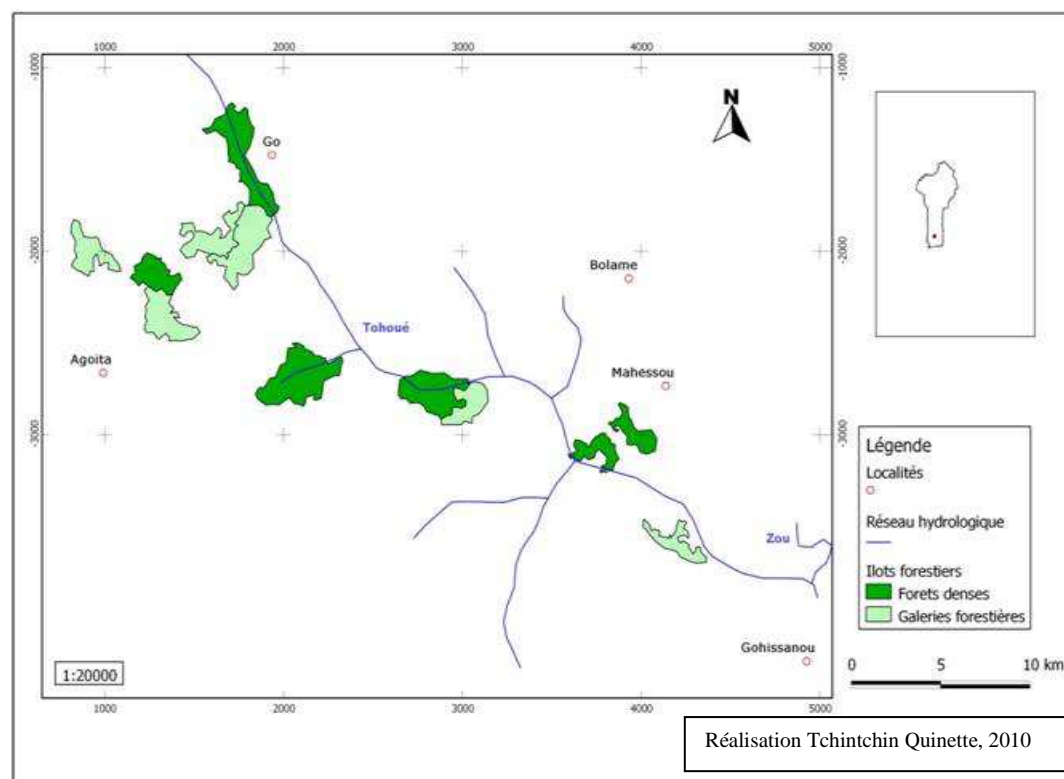 1000 2000 3000 4000 5000
-1000 -1000
N
Go
-2000 -2000
Bolame
Tohoué
Agoita
Mahessou
-3000 -3000
Légende
Localités
Réseau hydrologique
Ilots forestiers
Forets denses
Galeries forestières
Zou
Gohissanou
1:20000
0 5 10 km
1000 2000 3000 4000 5000
Réalisation Tchintchin Quinette, 2010